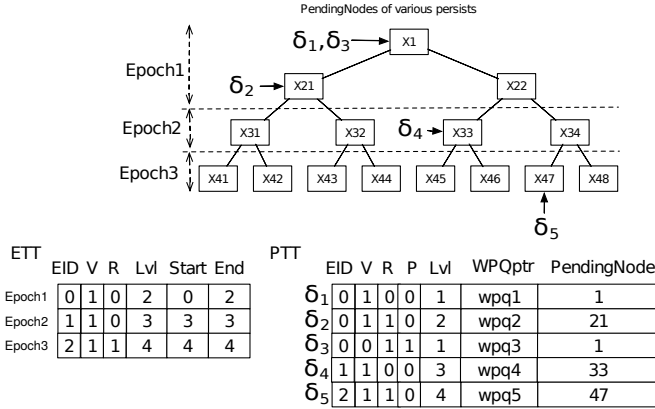 PendingNodes of various persists
δ1,δ3 X1
Epoch1
δ2 X21 X22
Epoch2 X31 X32 δ4 X33 X34
Epoch3 X41 X42 X43 X44 X45 X46 X47 X48
δ5
ETT PTT
EID V R Lvl Start End
Epoch1 0 1 0 2 0 2
Epoch2 1 1 0 3 3 3
Epoch3 2 1 1 4 4 4
EID V R P Lvl WPQptr PendingNode
δ1 0 1 0 0 1 wpq1 1
δ2 0 1 1 0 2 wpq2 21
δ3 0 0 1 1 1 wpq3 1
δ4 1 1 0 0 3 wpq4 33
δ5 2 1 1 0 4 wpq5 47